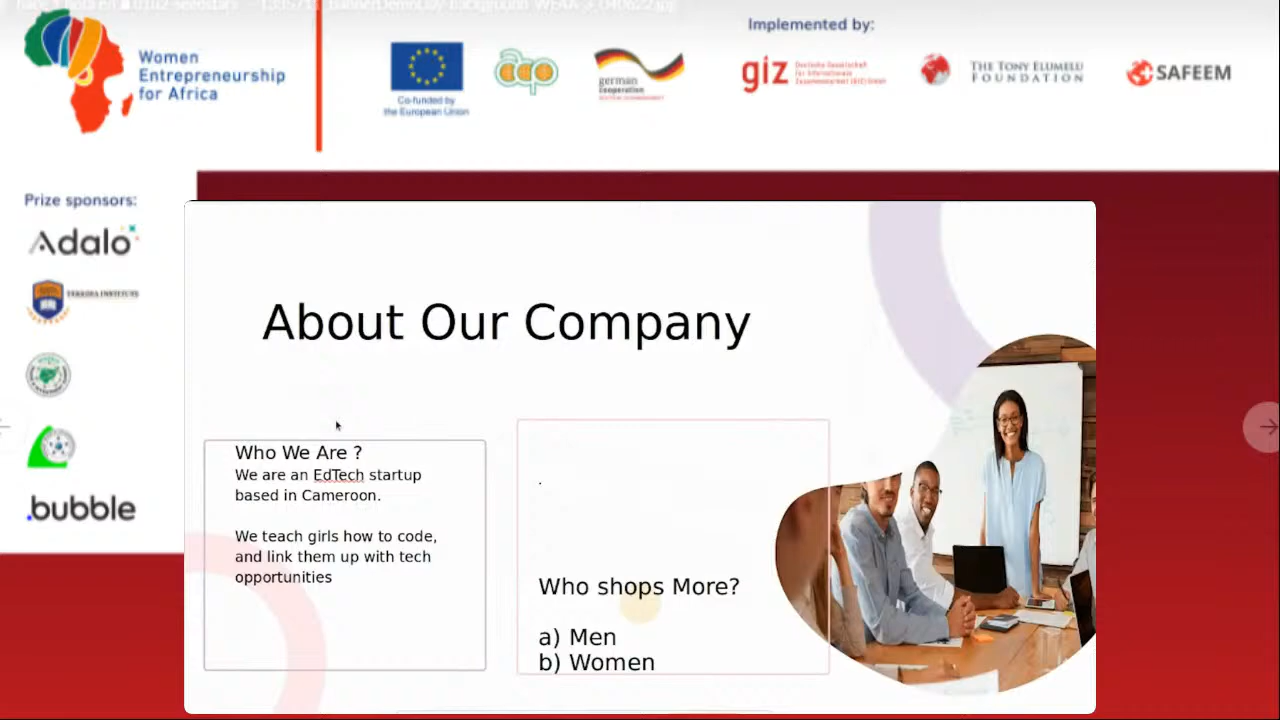 Implemented by:
Women
Entrepreneurship
for Africa
Co-funded by
the European Union
german
cooperation
giz
THE TONY ELUMELU
FOUNDATION
SAFEEM
Prize sponsors:
Adalo
.bubble
About Our Company
Who We Are ?
We are an EdTech startup
based in Cameroon.
We teach girls how to code,
and link them up with tech
opportunities
.
Who shops More?
a) Men
b) Women